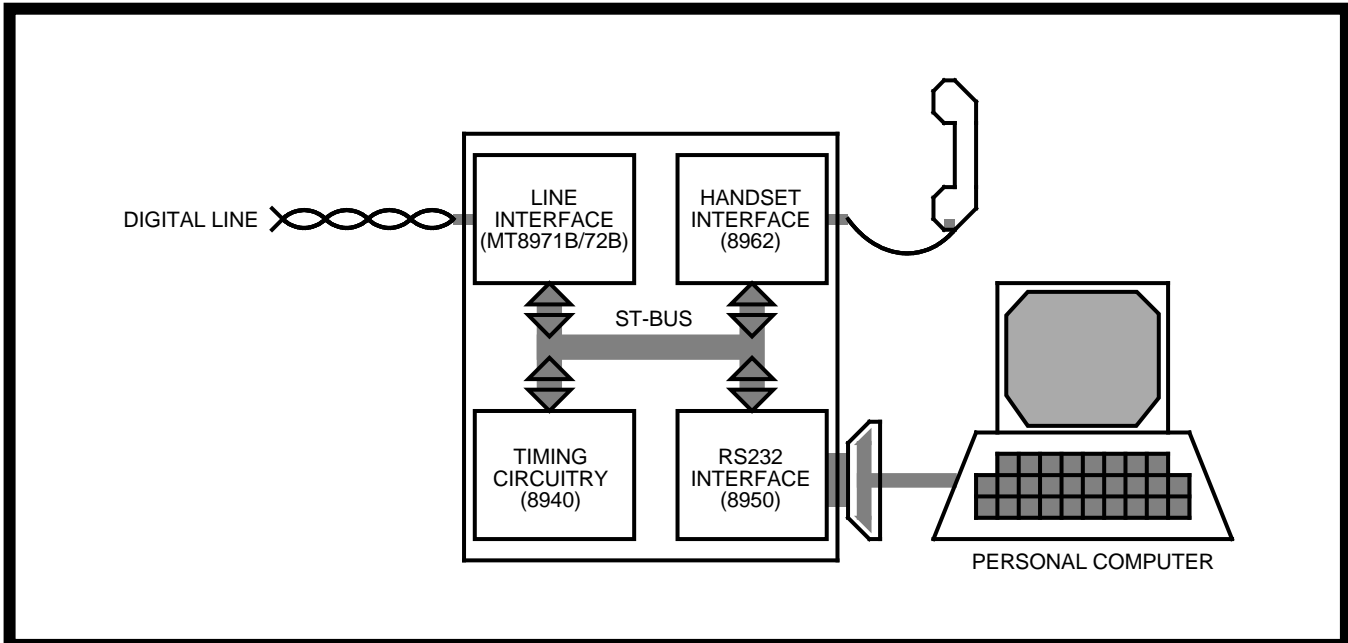 DIGITAL LINE
LINE
INTERFACE
(MT8971B/72B)
HANDSET
INTERFACE
(8962)
ST-BUS
TIMING
CIRCUITRY
(8940)
RS232
INTERFACE
(8950)
PERSONAL COMPUTER